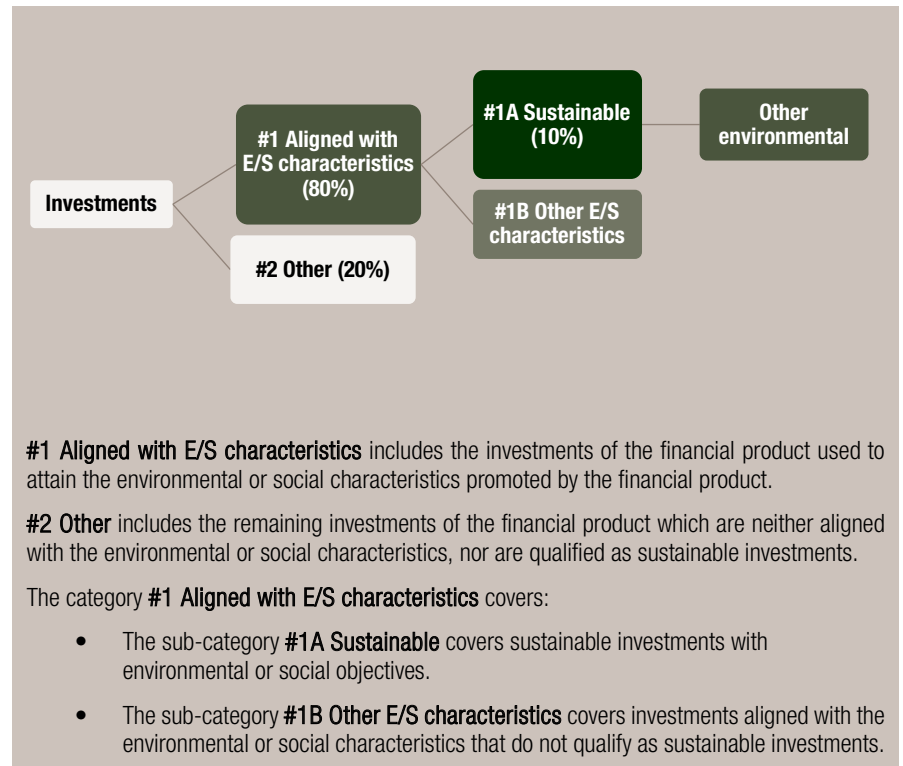 #1A Sustainable
(10%)
Other
environmental
#1 Aligned with
E/S characteristics
(80%)
Investments
#1B Other E/S
characteristics
#2 Other (20%)
#1 Aligned with E/S characteristics includes the investments of the financial product used to
attain the environmental or social characteristics promoted by the financial product.
#2 Other includes the remaining investments of the financial product which are neither aligned
with the environmental or social characteristics, nor are qualified as sustainable investments.
The category #1 Aligned with E/S characteristics covers:
• The sub-category #1A Sustainable covers sustainable investments with
environmental or social objectives.
• The sub-category #1B Other E/S characteristics covers investments aligned with the
environmental or social characteristics that do not qualify as sustainable investments.